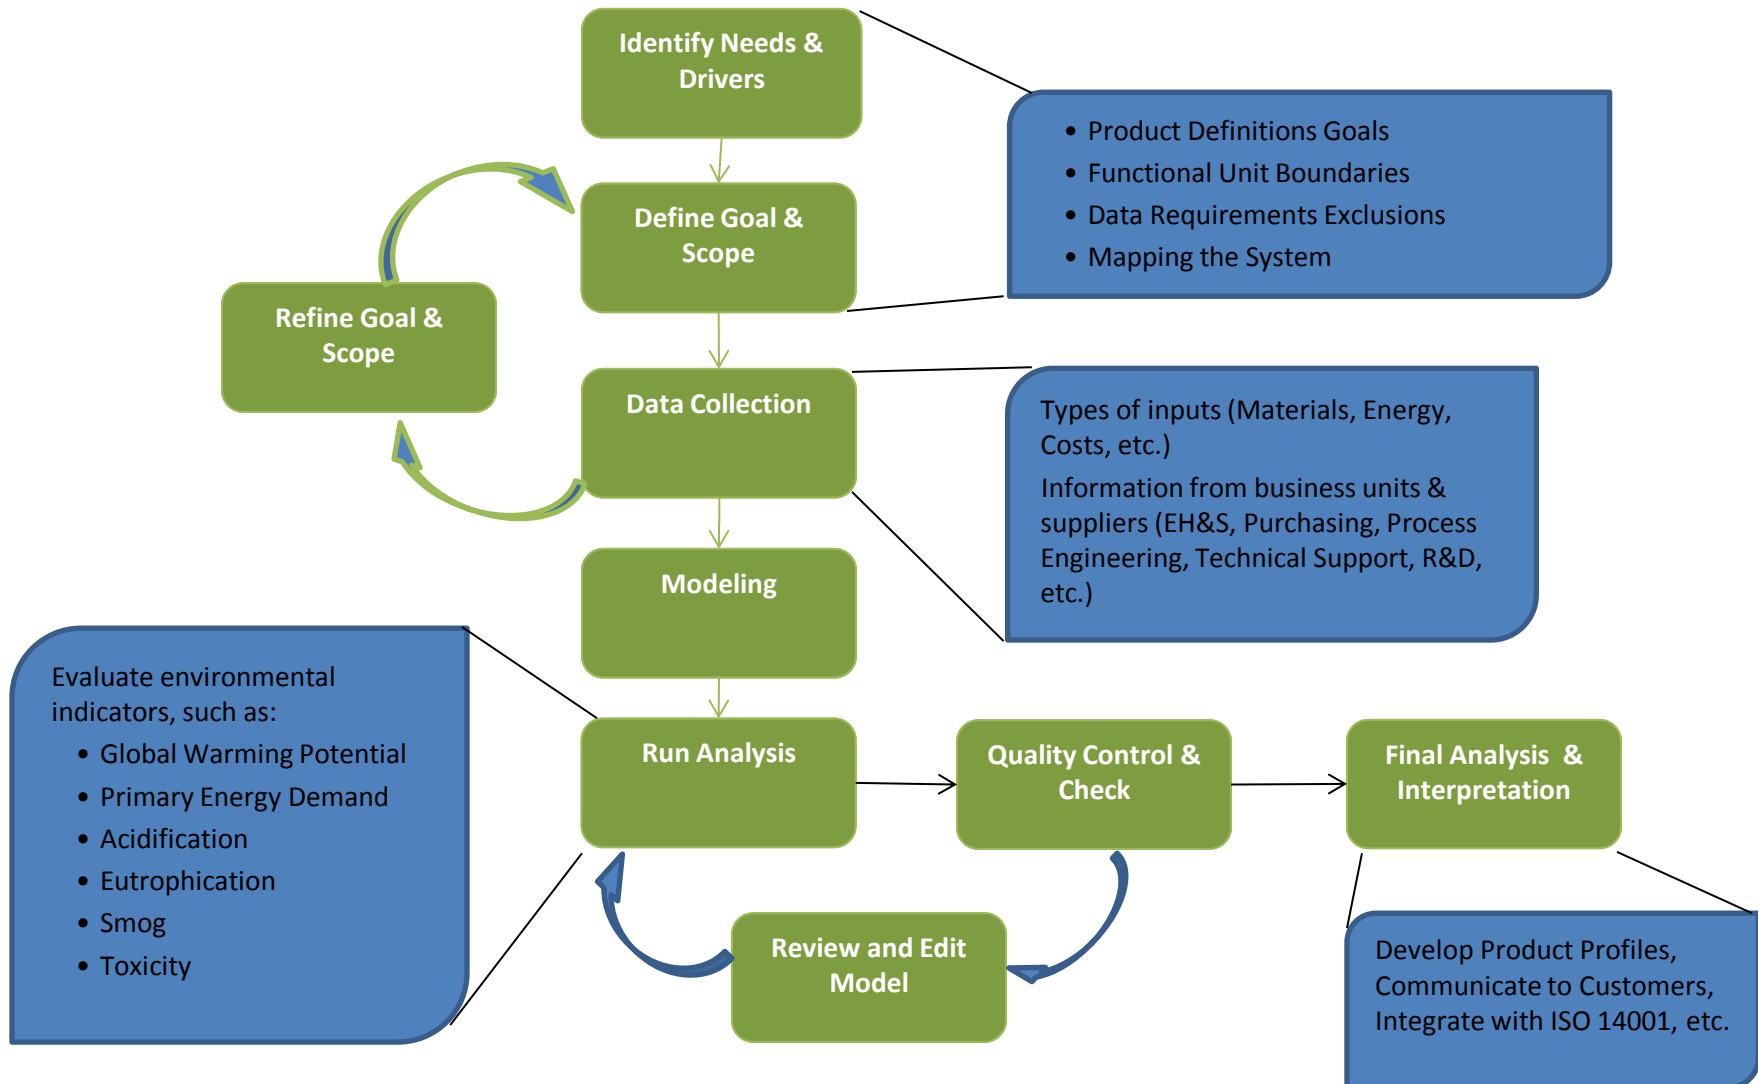 Identify Needs &
Drivers
• Product Definitions Goals
• Functional Unit Boundaries
• Data Requirements Exclusions
• Mapping the System
Define Goal &
Scope
Refine Goal &
Scope
Data Collection
Types of inputs (Materials, Energy,
Costs, etc.)
Information from business units &
suppliers (EH&S, Purchasing, Process
Engineering, Technical Support, R&D,
etc.)
Modeling
Evaluate environmental
indicators, such as:
• Global Warming Potential
• Primary Energy Demand
• Acidification
• Eutrophication
• Smog
• Toxicity
Run Analysis
Quality Control &
Check
Final Analysis &
Interpretation
Review and Edit
Model
Develop Product Profiles,
Communicate to Customers,
Integrate with ISO 14001, etc.